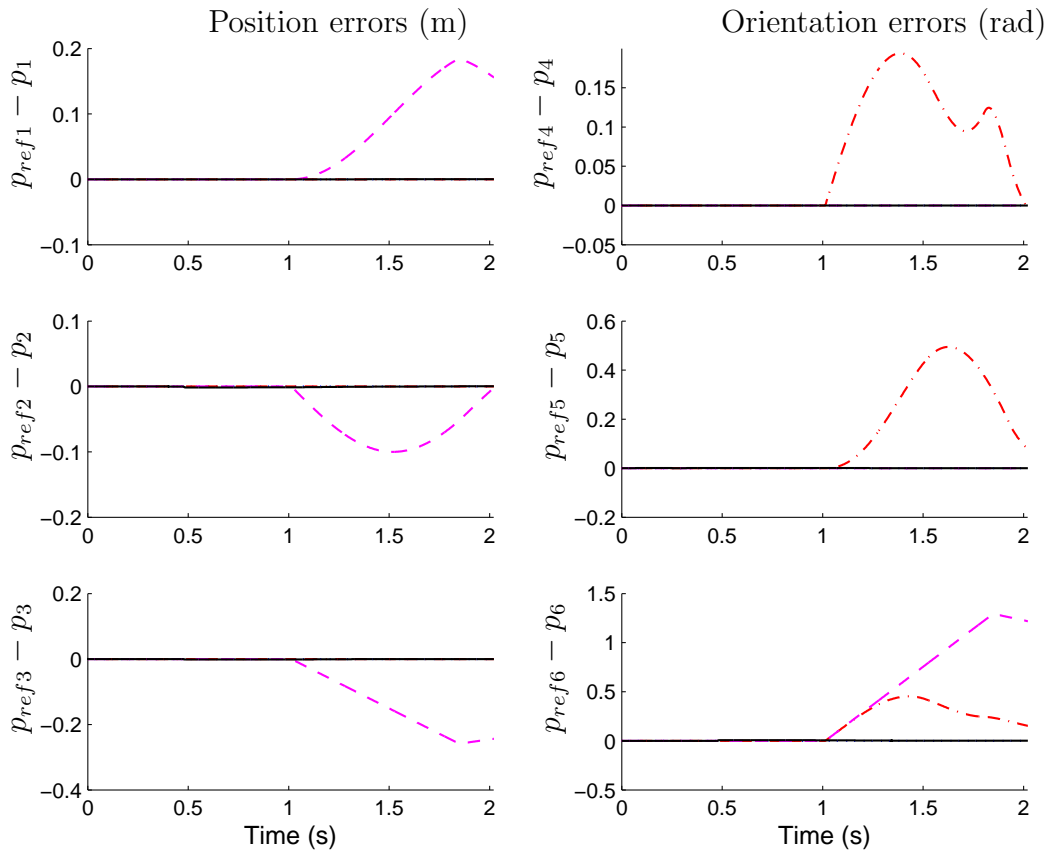 Position errors (m)
Orientation errors (rad)
p_{ref1} − p_1
0.2
0.1
0
−0.1
0 0.5 1 1.5 2
p_{ref4} − p_4
0.15
0.1
0.05
0
−0.05
0 0.5 1 1.5 2
p_{ref2} − p_2
0.1
0
−0.1
−0.2
0 0.5 1 1.5 2
p_{ref5} − p_5
0.6
0.4
0.2
0
−0.2
0 0.5 1 1.5 2
p_{ref3} − p_3
0.2
0
−0.2
−0.4
0 0.5 1 1.5 2
Time (s)
p_{ref6} − p_6
1.5
1
0.5
0
−0.5
0 0.5 1 1.5 2
Time (s)